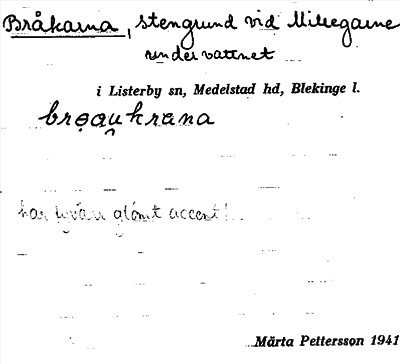 Bråkarna, stengrund vid Millegarne
under vattnet
i Listerby sn, Medelstad hd, Blekinge l.
brǫau̯krana
har tyvärr glömt accent!
Märta Pettersson 1941